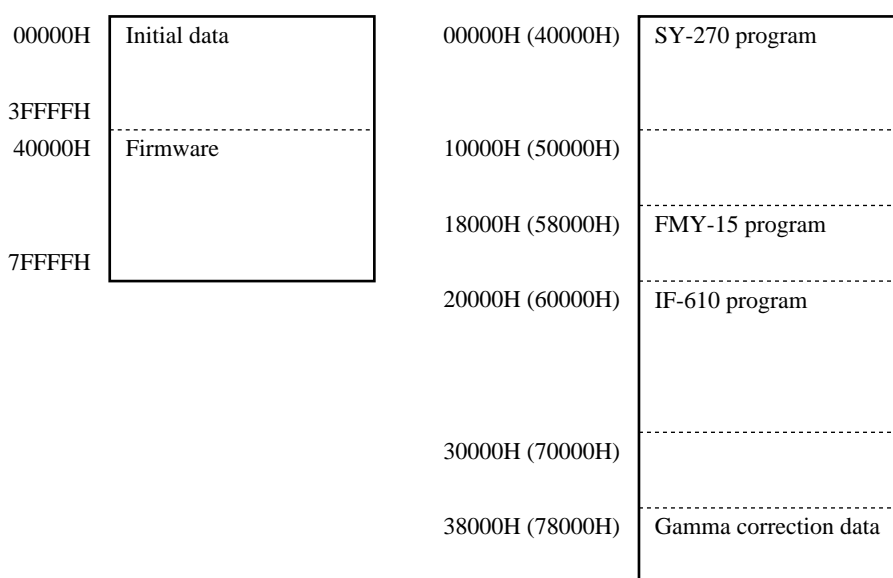 00000H Initial data
3FFFFH
40000H Firmware
7FFFFH
00000H (40000H) SY-270 program
10000H (50000H)
18000H (58000H) FMY-15 program
20000H (60000H) IF-610 program
30000H (70000H)
38000H (78000H) Gamma correction data